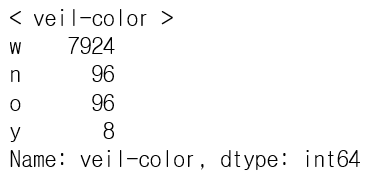 < veil-color >
w    7924
n      96
o      96
y       8
Name: veil-color, dtype: int64